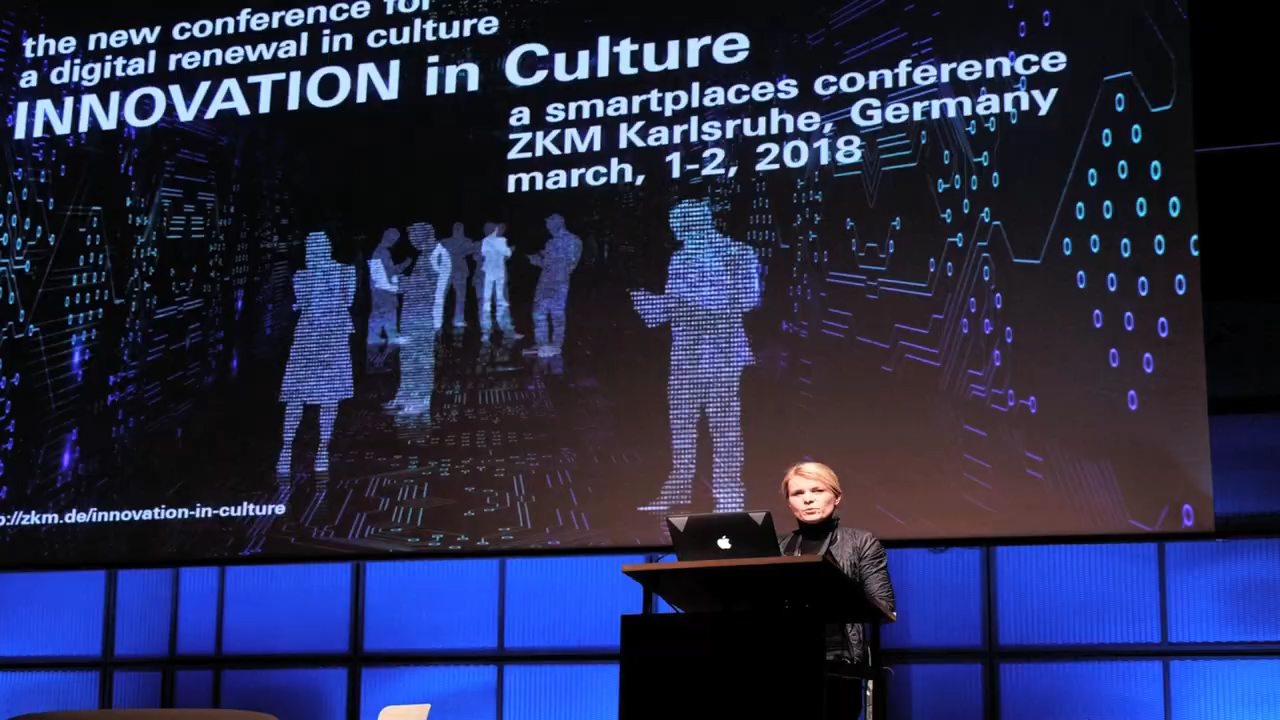 the new conference for
a digital renewal in culture
INNOVATION in Culture
a smartplaces conference
ZKM Karlsruhe, Germany
march, 1-2, 2018
p://zkm.de/innovation-in-culture